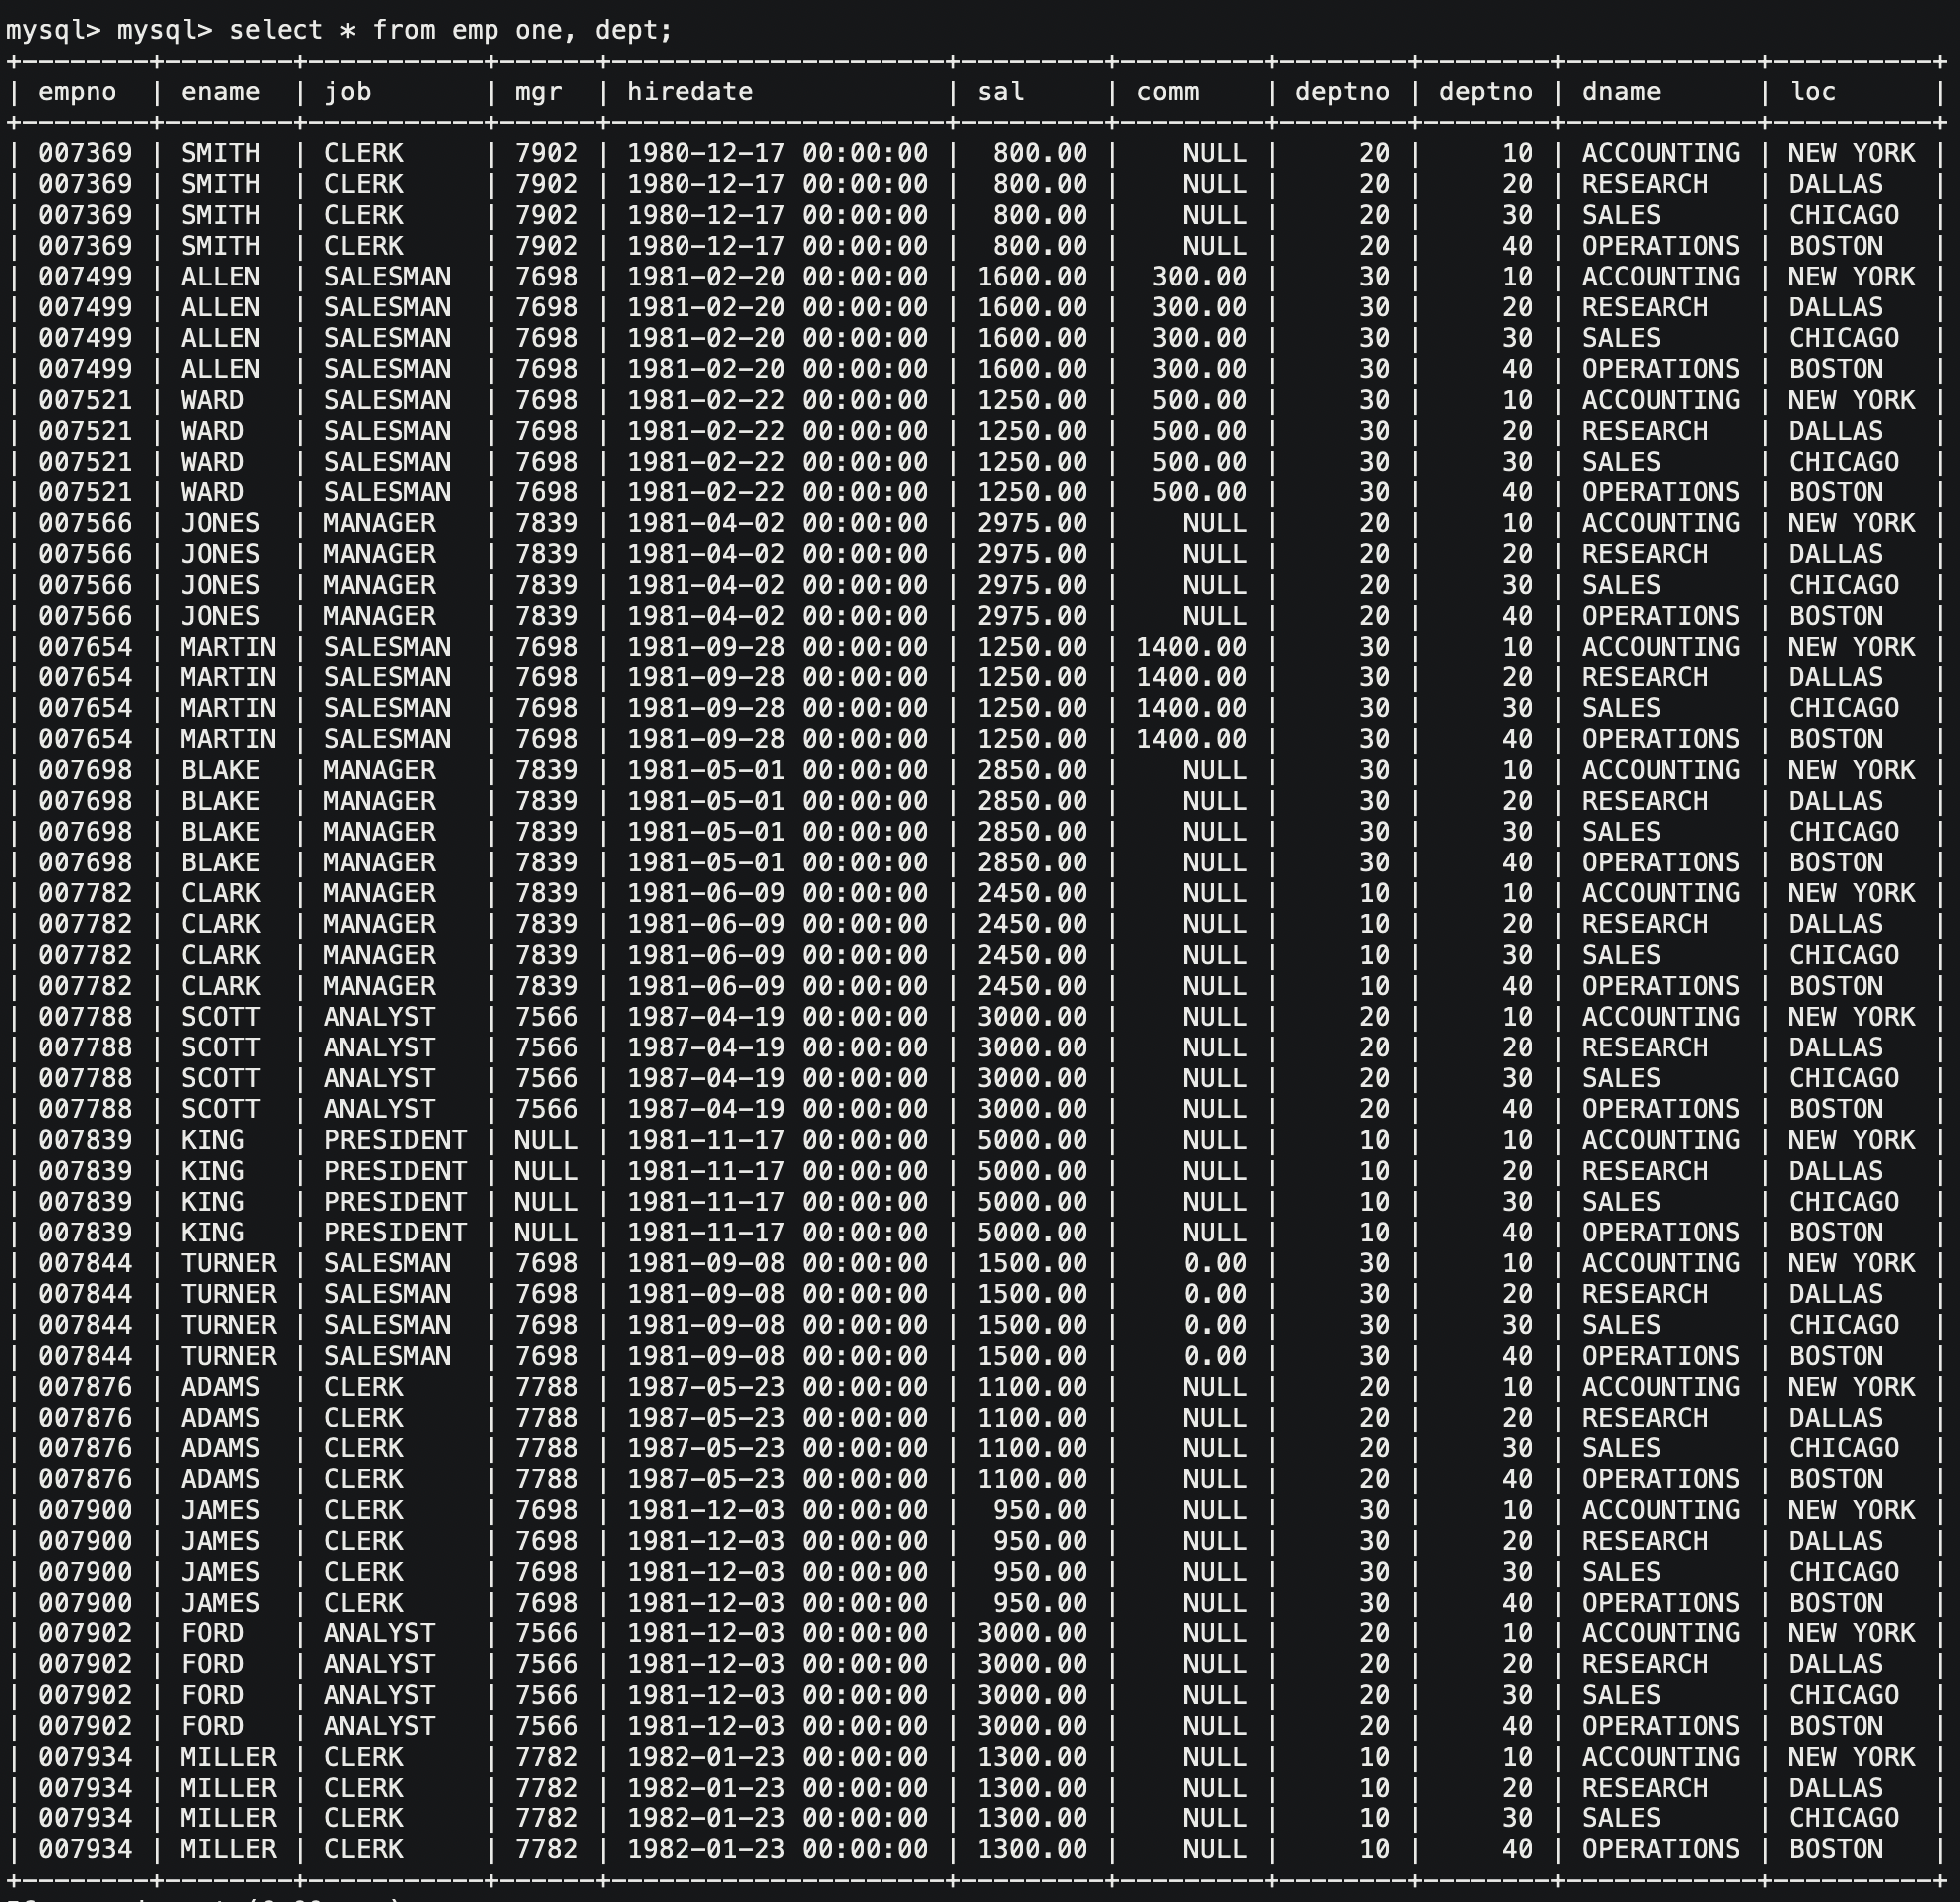 mysql> mysql> select * from emp one, dept;
+--------+--------+-----------+------+---------------------+---------+---------+--------+--------+------------+----------+
| empno  | ename  | job       | mgr  | hiredate            | sal     | comm    | deptno | deptno | dname      | loc      |
+--------+--------+-----------+------+---------------------+---------+---------+--------+--------+------------+----------+
| 007369 | SMITH  | CLERK     | 7902 | 1980-12-17 00:00:00 |  800.00 |    NULL |     20 |     10 | ACCOUNTING | NEW YORK |
| 007369 | SMITH  | CLERK     | 7902 | 1980-12-17 00:00:00 |  800.00 |    NULL |     20 |     20 | RESEARCH   | DALLAS   |
| 007369 | SMITH  | CLERK     | 7902 | 1980-12-17 00:00:00 |  800.00 |    NULL |     20 |     30 | SALES      | CHICAGO  |
| 007369 | SMITH  | CLERK     | 7902 | 1980-12-17 00:00:00 |  800.00 |    NULL |     20 |     40 | OPERATIONS | BOSTON   |
| 007499 | ALLEN  | SALESMAN  | 7698 | 1981-02-20 00:00:00 | 1600.00 |  300.00 |     30 |     10 | ACCOUNTING | NEW YORK |
| 007499 | ALLEN  | SALESMAN  | 7698 | 1981-02-20 00:00:00 | 1600.00 |  300.00 |     30 |     20 | RESEARCH   | DALLAS   |
| 007499 | ALLEN  | SALESMAN  | 7698 | 1981-02-20 00:00:00 | 1600.00 |  300.00 |     30 |     30 | SALES      | CHICAGO  |
| 007499 | ALLEN  | SALESMAN  | 7698 | 1981-02-20 00:00:00 | 1600.00 |  300.00 |     30 |     40 | OPERATIONS | BOSTON   |
| 007521 | WARD   | SALESMAN  | 7698 | 1981-02-22 00:00:00 | 1250.00 |  500.00 |     30 |     10 | ACCOUNTING | NEW YORK |
| 007521 | WARD   | SALESMAN  | 7698 | 1981-02-22 00:00:00 | 1250.00 |  500.00 |     30 |     20 | RESEARCH   | DALLAS   |
| 007521 | WARD   | SALESMAN  | 7698 | 1981-02-22 00:00:00 | 1250.00 |  500.00 |     30 |     30 | SALES      | CHICAGO  |
| 007521 | WARD   | SALESMAN  | 7698 | 1981-02-22 00:00:00 | 1250.00 |  500.00 |     30 |     40 | OPERATIONS | BOSTON   |
| 007566 | JONES  | MANAGER   | 7839 | 1981-04-02 00:00:00 | 2975.00 |    NULL |     20 |     10 | ACCOUNTING | NEW YORK |
| 007566 | JONES  | MANAGER   | 7839 | 1981-04-02 00:00:00 | 2975.00 |    NULL |     20 |     20 | RESEARCH   | DALLAS   |
| 007566 | JONES  | MANAGER   | 7839 | 1981-04-02 00:00:00 | 2975.00 |    NULL |     20 |     30 | SALES      | CHICAGO  |
| 007566 | JONES  | MANAGER   | 7839 | 1981-04-02 00:00:00 | 2975.00 |    NULL |     20 |     40 | OPERATIONS | BOSTON   |
| 007654 | MARTIN | SALESMAN  | 7698 | 1981-09-28 00:00:00 | 1250.00 | 1400.00 |     30 |     10 | ACCOUNTING | NEW YORK |
| 007654 | MARTIN | SALESMAN  | 7698 | 1981-09-28 00:00:00 | 1250.00 | 1400.00 |     30 |     20 | RESEARCH   | DALLAS   |
| 007654 | MARTIN | SALESMAN  | 7698 | 1981-09-28 00:00:00 | 1250.00 | 1400.00 |     30 |     30 | SALES      | CHICAGO  |
| 007654 | MARTIN | SALESMAN  | 7698 | 1981-09-28 00:00:00 | 1250.00 | 1400.00 |     30 |     40 | OPERATIONS | BOSTON   |
| 007698 | BLAKE  | MANAGER   | 7839 | 1981-05-01 00:00:00 | 2850.00 |    NULL |     30 |     10 | ACCOUNTING | NEW YORK |
| 007698 | BLAKE  | MANAGER   | 7839 | 1981-05-01 00:00:00 | 2850.00 |    NULL |     30 |     20 | RESEARCH   | DALLAS   |
| 007698 | BLAKE  | MANAGER   | 7839 | 1981-05-01 00:00:00 | 2850.00 |    NULL |     30 |     30 | SALES      | CHICAGO  |
| 007698 | BLAKE  | MANAGER   | 7839 | 1981-05-01 00:00:00 | 2850.00 |    NULL |     30 |     40 | OPERATIONS | BOSTON   |
| 007782 | CLARK  | MANAGER   | 7839 | 1981-06-09 00:00:00 | 2450.00 |    NULL |     10 |     10 | ACCOUNTING | NEW YORK |
| 007782 | CLARK  | MANAGER   | 7839 | 1981-06-09 00:00:00 | 2450.00 |    NULL |     10 |     20 | RESEARCH   | DALLAS   |
| 007782 | CLARK  | MANAGER   | 7839 | 1981-06-09 00:00:00 | 2450.00 |    NULL |     10 |     30 | SALES      | CHICAGO  |
| 007782 | CLARK  | MANAGER   | 7839 | 1981-06-09 00:00:00 | 2450.00 |    NULL |     10 |     40 | OPERATIONS | BOSTON   |
| 007788 | SCOTT  | ANALYST   | 7566 | 1987-04-19 00:00:00 | 3000.00 |    NULL |     20 |     10 | ACCOUNTING | NEW YORK |
| 007788 | SCOTT  | ANALYST   | 7566 | 1987-04-19 00:00:00 | 3000.00 |    NULL |     20 |     20 | RESEARCH   | DALLAS   |
| 007788 | SCOTT  | ANALYST   | 7566 | 1987-04-19 00:00:00 | 3000.00 |    NULL |     20 |     30 | SALES      | CHICAGO  |
| 007788 | SCOTT  | ANALYST   | 7566 | 1987-04-19 00:00:00 | 3000.00 |    NULL |     20 |     40 | OPERATIONS | BOSTON   |
| 007839 | KING   | PRESIDENT | NULL | 1981-11-17 00:00:00 | 5000.00 |    NULL |     10 |     10 | ACCOUNTING | NEW YORK |
| 007839 | KING   | PRESIDENT | NULL | 1981-11-17 00:00:00 | 5000.00 |    NULL |     10 |     20 | RESEARCH   | DALLAS   |
| 007839 | KING   | PRESIDENT | NULL | 1981-11-17 00:00:00 | 5000.00 |    NULL |     10 |     30 | SALES      | CHICAGO  |
| 007839 | KING   | PRESIDENT | NULL | 1981-11-17 00:00:00 | 5000.00 |    NULL |     10 |     40 | OPERATIONS | BOSTON   |
| 007844 | TURNER | SALESMAN  | 7698 | 1981-09-08 00:00:00 | 1500.00 |    0.00 |     30 |     10 | ACCOUNTING | NEW YORK |
| 007844 | TURNER | SALESMAN  | 7698 | 1981-09-08 00:00:00 | 1500.00 |    0.00 |     30 |     20 | RESEARCH   | DALLAS   |
| 007844 | TURNER | SALESMAN  | 7698 | 1981-09-08 00:00:00 | 1500.00 |    0.00 |     30 |     30 | SALES      | CHICAGO  |
| 007844 | TURNER | SALESMAN  | 7698 | 1981-09-08 00:00:00 | 1500.00 |    0.00 |     30 |     40 | OPERATIONS | BOSTON   |
| 007876 | ADAMS  | CLERK     | 7788 | 1987-05-23 00:00:00 | 1100.00 |    NULL |     20 |     10 | ACCOUNTING | NEW YORK |
| 007876 | ADAMS  | CLERK     | 7788 | 1987-05-23 00:00:00 | 1100.00 |    NULL |     20 |     20 | RESEARCH   | DALLAS   |
| 007876 | ADAMS  | CLERK     | 7788 | 1987-05-23 00:00:00 | 1100.00 |    NULL |     20 |     30 | SALES      | CHICAGO  |
| 007876 | ADAMS  | CLERK     | 7788 | 1987-05-23 00:00:00 | 1100.00 |    NULL |     20 |     40 | OPERATIONS | BOSTON   |
| 007900 | JAMES  | CLERK     | 7698 | 1981-12-03 00:00:00 |  950.00 |    NULL |     30 |     10 | ACCOUNTING | NEW YORK |
| 007900 | JAMES  | CLERK     | 7698 | 1981-12-03 00:00:00 |  950.00 |    NULL |     30 |     20 | RESEARCH   | DALLAS   |
| 007900 | JAMES  | CLERK     | 7698 | 1981-12-03 00:00:00 |  950.00 |    NULL |     30 |     30 | SALES      | CHICAGO  |
| 007900 | JAMES  | CLERK     | 7698 | 1981-12-03 00:00:00 |  950.00 |    NULL |     30 |     40 | OPERATIONS | BOSTON   |
| 007902 | FORD   | ANALYST   | 7566 | 1981-12-03 00:00:00 | 3000.00 |    NULL |     20 |     10 | ACCOUNTING | NEW YORK |
| 007902 | FORD   | ANALYST   | 7566 | 1981-12-03 00:00:00 | 3000.00 |    NULL |     20 |     20 | RESEARCH   | DALLAS   |
| 007902 | FORD   | ANALYST   | 7566 | 1981-12-03 00:00:00 | 3000.00 |    NULL |     20 |     30 | SALES      | CHICAGO  |
| 007902 | FORD   | ANALYST   | 7566 | 1981-12-03 00:00:00 | 3000.00 |    NULL |     20 |     40 | OPERATIONS | BOSTON   |
| 007934 | MILLER | CLERK     | 7782 | 1982-01-23 00:00:00 | 1300.00 |    NULL |     10 |     10 | ACCOUNTING | NEW YORK |
| 007934 | MILLER | CLERK     | 7782 | 1982-01-23 00:00:00 | 1300.00 |    NULL |     10 |     20 | RESEARCH   | DALLAS   |
| 007934 | MILLER | CLERK     | 7782 | 1982-01-23 00:00:00 | 1300.00 |    NULL |     10 |     30 | SALES      | CHICAGO  |
| 007934 | MILLER | CLERK     | 7782 | 1982-01-23 00:00:00 | 1300.00 |    NULL |     10 |     40 | OPERATIONS | BOSTON   |
+--------+--------+-----------+------+---------------------+---------+---------+--------+--------+------------+----------+